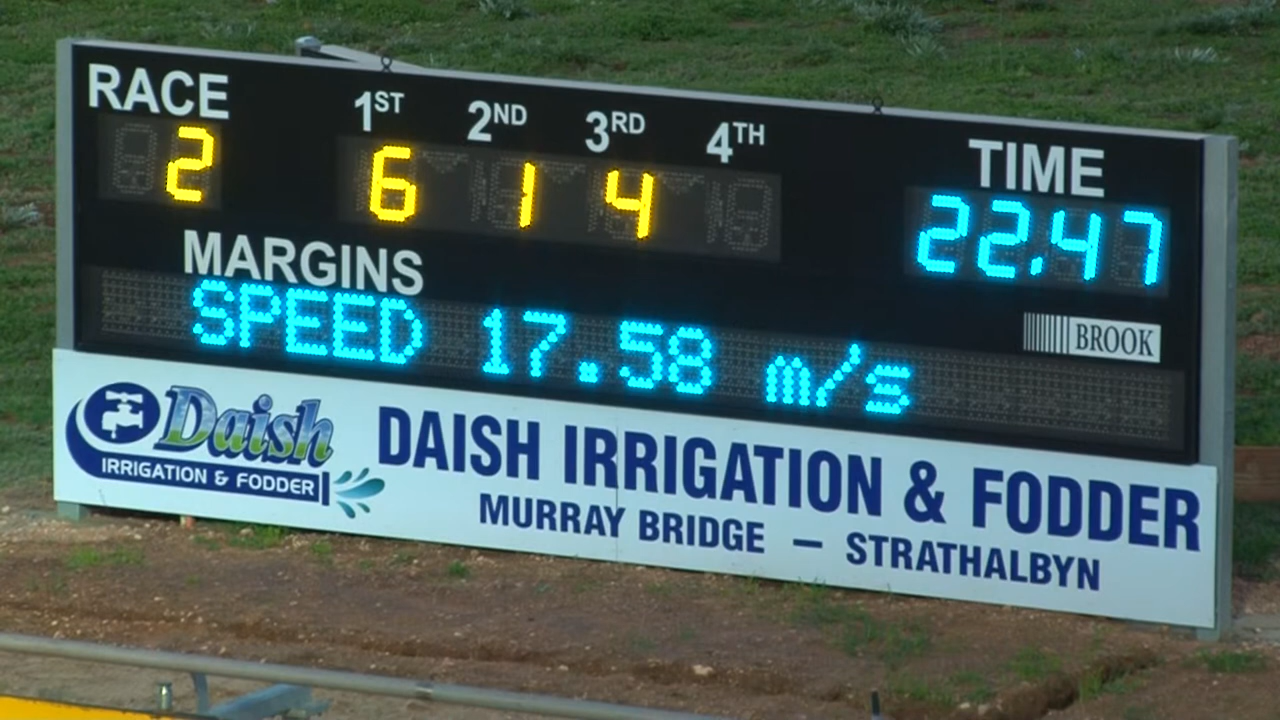 RACE 1ST 2ND 3RD 4TH TIME
2 6 1 4 22.47
MARGINS
SPEED 17.58 m/s
BROOK
Daish
IRRIGATION & FODDER
DAISH IRRIGATION & FODDER
MURRAY BRIDGE — STRATHALBYN